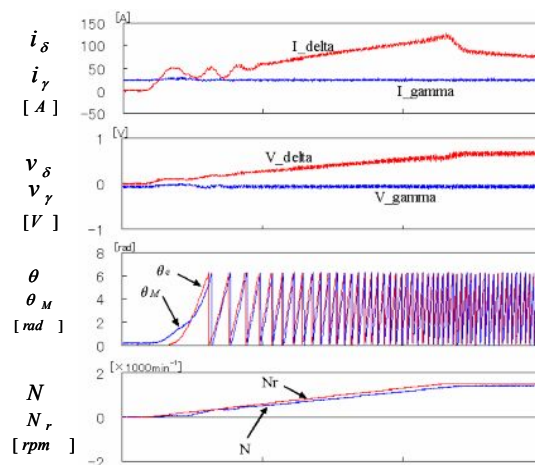 [A]
i_δ
i_γ
[ A ]
150
100
50
0
-50
I_delta
I_gamma
[V]
v_δ
v_γ
[V]
1
0
-1
V_delta
V_gamma
[rad]
θ
θ_M
[ rad ]
8
6
4
2
0
θ_e
θ_M
[×1000min⁻¹]
N
N_r
[ rpm ]
2
0
-2
Nr
N